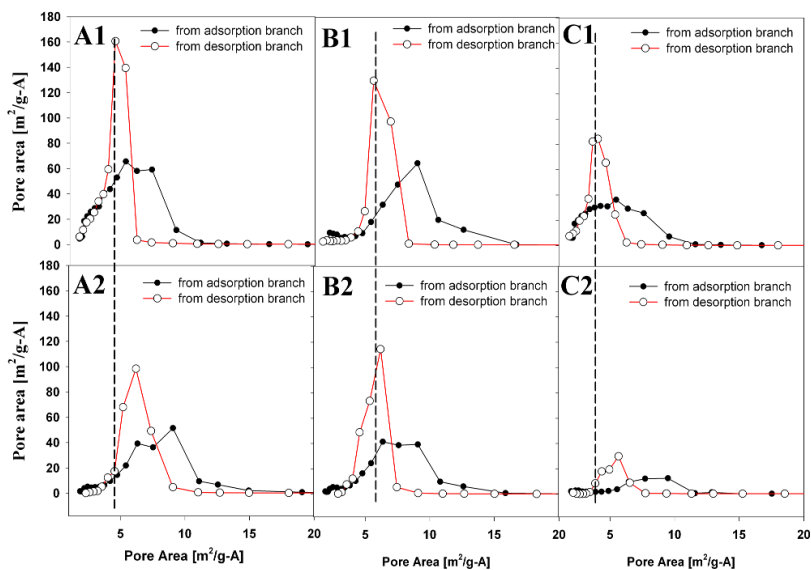 A1
from adsorption branch
from desorption branch
B1
from adsorption branch
from desorption branch
C1
from adsorption branch
from desorption branch
Pore area [m²/g-A]
180
160
140
120
100
80
60
40
20
0
A2
from adsorption branch
from desorption branch
B2
from adsorption branch
from desorption branch
C2
from adsorption branch
from desorption branch
Pore area [m²/g-A]
180
160
140
120
100
80
60
40
20
0
5 10 15 20
5 10 15 20
5 10 15 20
Pore Area [m²/g-A]
Pore Area [m²/g-A]
Pore Area [m²/g-A]